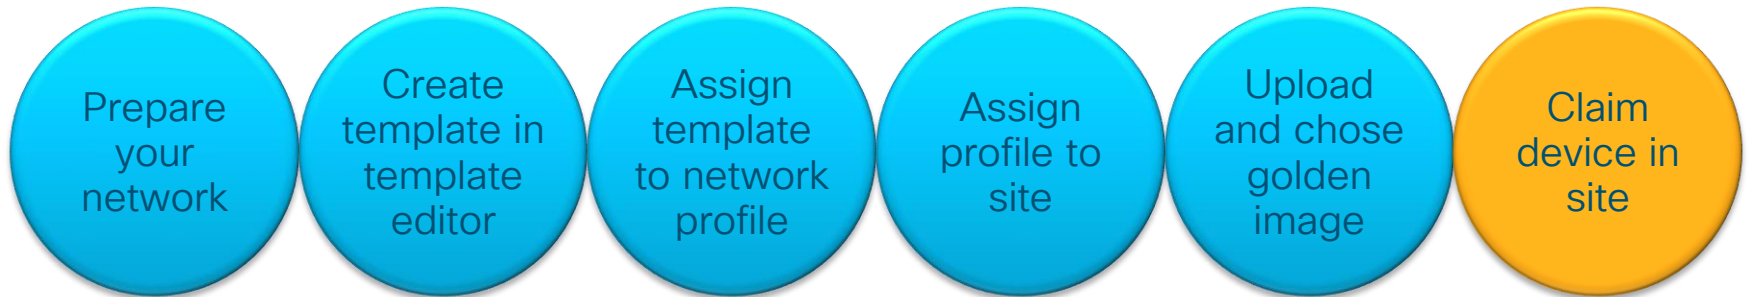 Prepare
your
network
Create
template in
template
editor
Assign
template
to network
profile
Assign
profile to
site
Upload
and chose
golden
image
Claim
device in
site